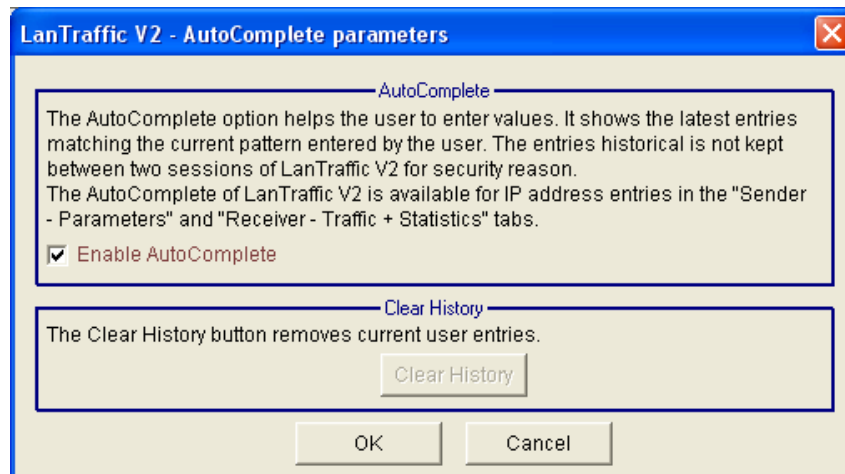 LanTraffic V2 - AutoComplete parameters
AutoComplete
The AutoComplete option helps the user to enter values. It shows the latest entries
matching the current pattern entered by the user. The entries historical is not kept
between two sessions of LanTraffic V2 for security reason.
The AutoComplete of LanTraffic V2 is available for IP address entries in the "Sender
- Parameters" and "Receiver - Traffic + Statistics" tabs.
Enable AutoComplete
Clear History
The Clear History button removes current user entries.
Clear History
OK Cancel